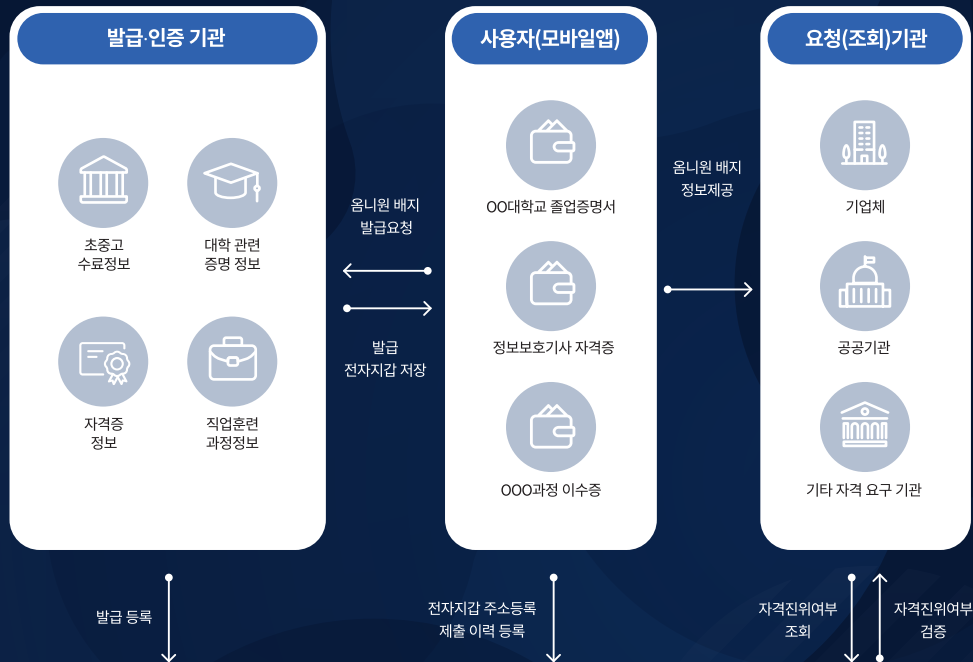 발급·인증 기관
초중고
수료정보
대학 관련
증명 정보
자격증
정보
직업훈련
과정정보
옴니원 배지
발급요청
발급
전자지갑 저장
사용자(모바일앱)
OO대학교 졸업증명서
정보보호기사 자격증
OOO과정 이수증
옴니원 배지
정보제공
요청(조회)기관
기업체
공공기관
기타 자격 요구 기관
발급 등록
전자지갑 주소등록
제출 이력 등록
자격진위여부
조회
자격진위여부
검증